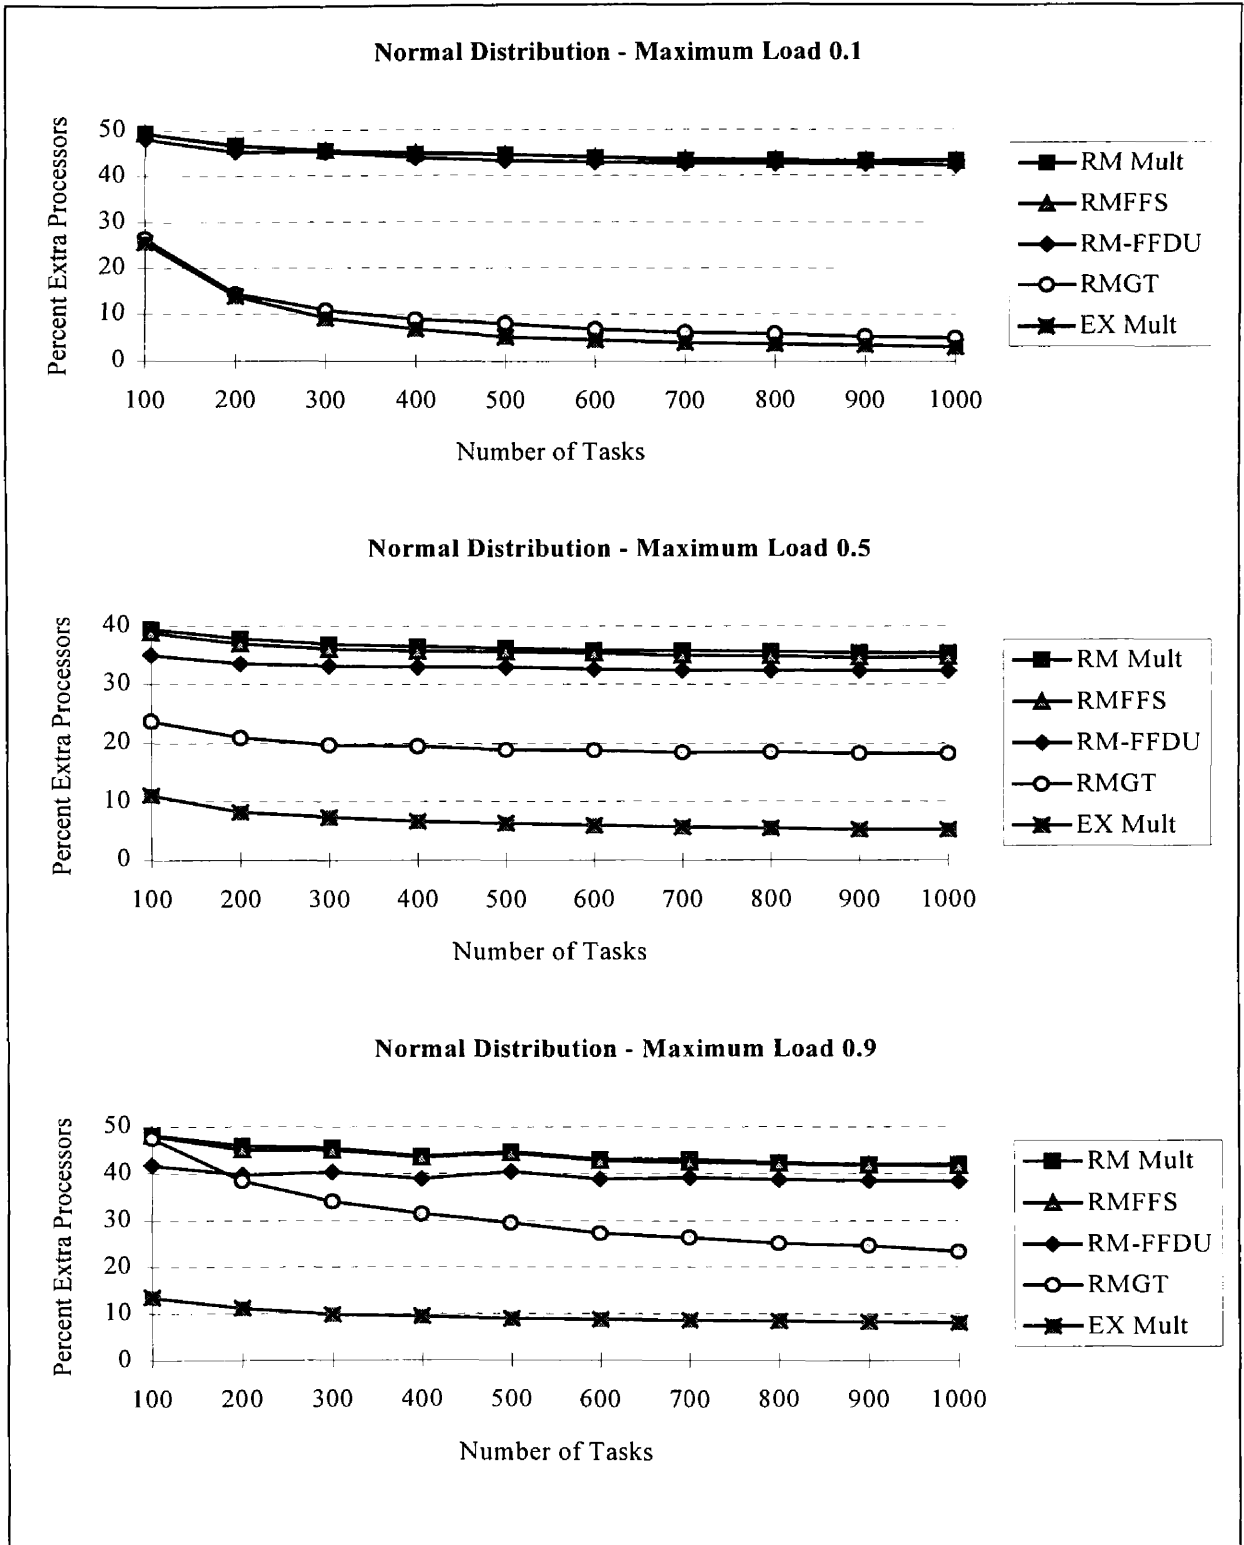 Normal Distribution - Maximum Load 0.1
Percent Extra Processors
50
40
30
20
10
0
100 200 300 400 500 600 700 800 900 1000
Number of Tasks
RM Mult
RMFFS
RM-FFDU
RMGT
EX Mult
Normal Distribution - Maximum Load 0.5
Percent Extra Processors
40
30
20
10
0
100 200 300 400 500 600 700 800 900 1000
Number of Tasks
RM Mult
RMFFS
RM-FFDU
RMGT
EX Mult
Normal Distribution - Maximum Load 0.9
Percent Extra Processors
50
40
30
20
10
0
100 200 300 400 500 600 700 800 900 1000
Number of Tasks
RM Mult
RMFFS
RM-FFDU
RMGT
EX Mult